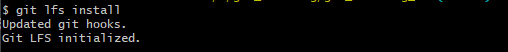 $ git lfs install
Updated git hooks.
Git LFS initialized.